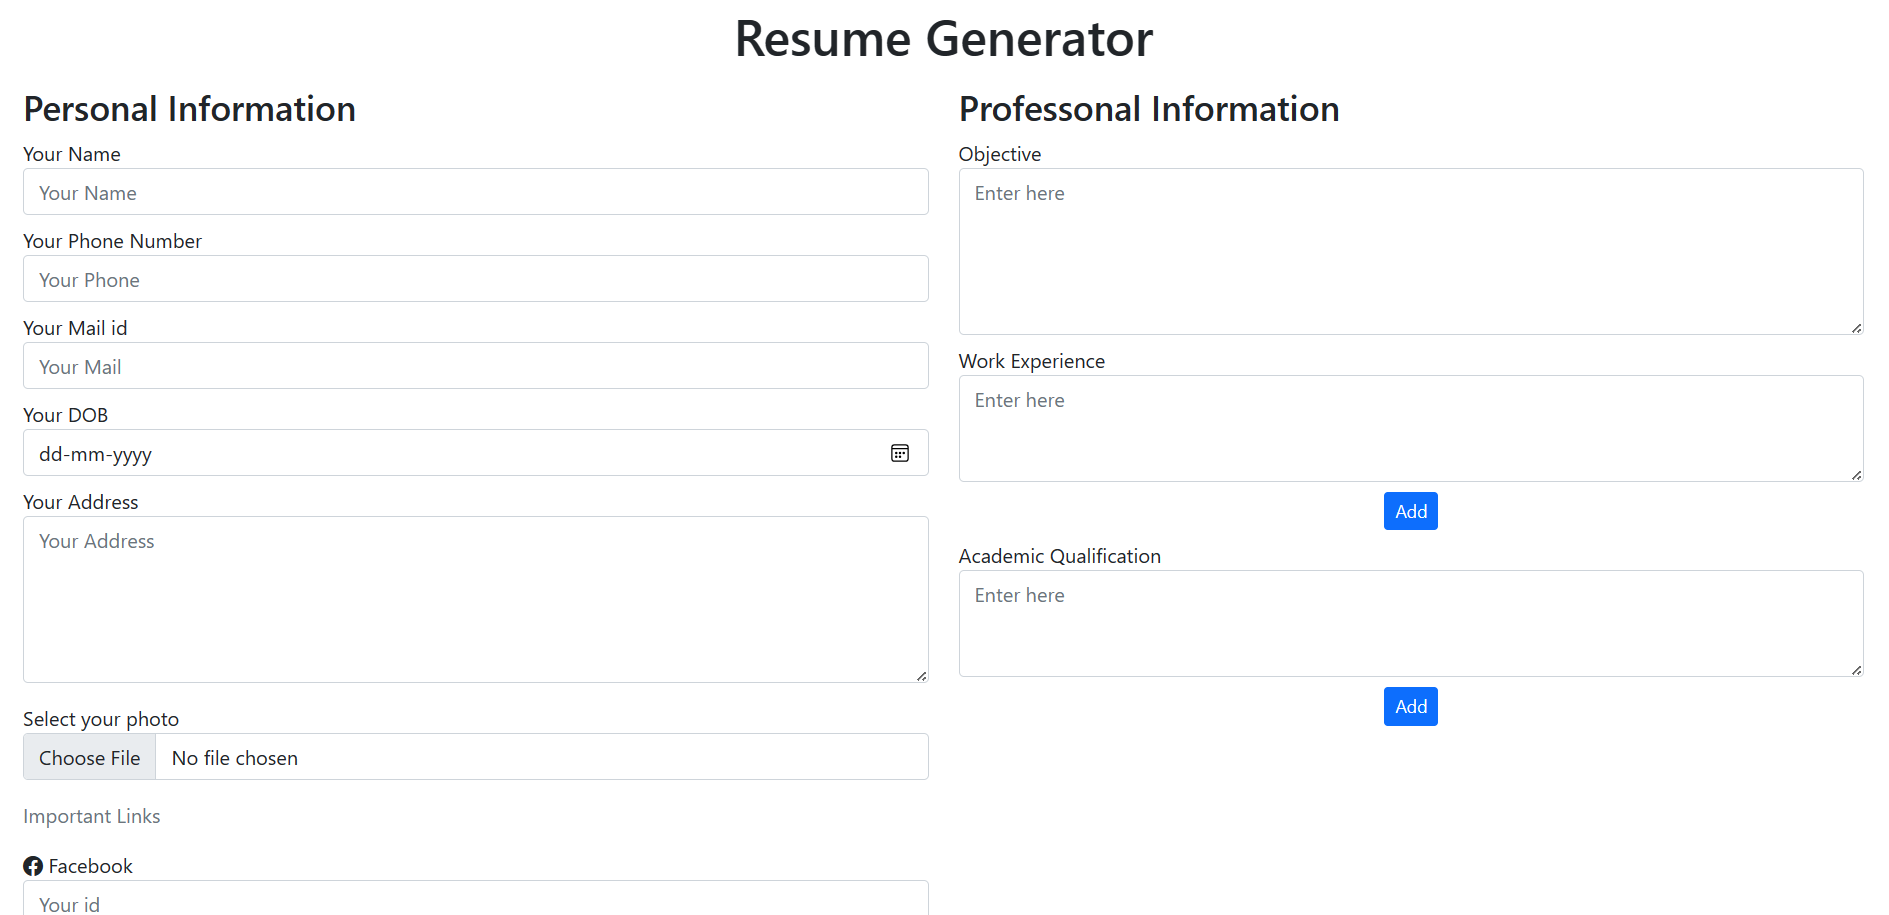 Resume Generator
Personal Information
Your Name
Your Name
Your Phone Number
Your Phone
Your Mail id
Your Mail
Your DOB
dd-mm-yyyy
Your Address
Your Address
Select your photo
Choose File No file chosen
Important Links
Facebook
Your id
Professonal Information
Objective
Enter here
Work Experience
Enter here
Add
Academic Qualification
Enter here
Add